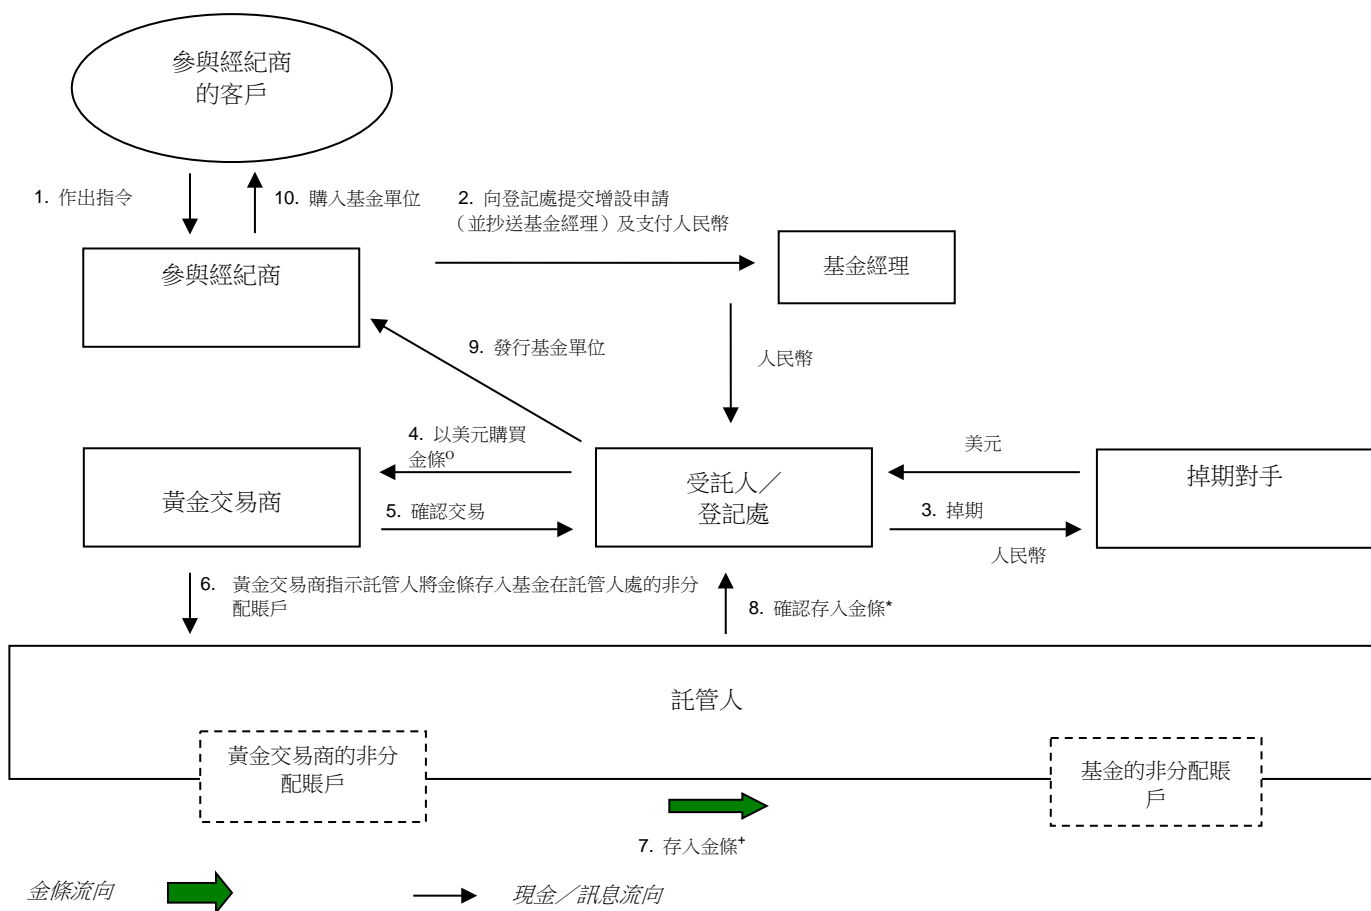 參與經紀商
的客戶
1. 作出指令
10. 購入基金單位
2. 向登記處提交增設申請
（並抄送基金經理）及支付人民幣
參與經紀商
基金經理
9. 發行基金單位
人民幣
4. 以美元購買
金條⁰
美元
黃金交易商
受託人／
登記處
掉期對手
5. 確認交易
3. 掉期
人民幣
6. 黃金交易商指示託管人將金條存入基金在託管人處的非分
配賬戶
8. 確認存入金條*
託管人
黃金交易商的非分
配賬戶
基金的非分配賬
戶
7. 存入金條⁺
金條流向
現金／訊息流向